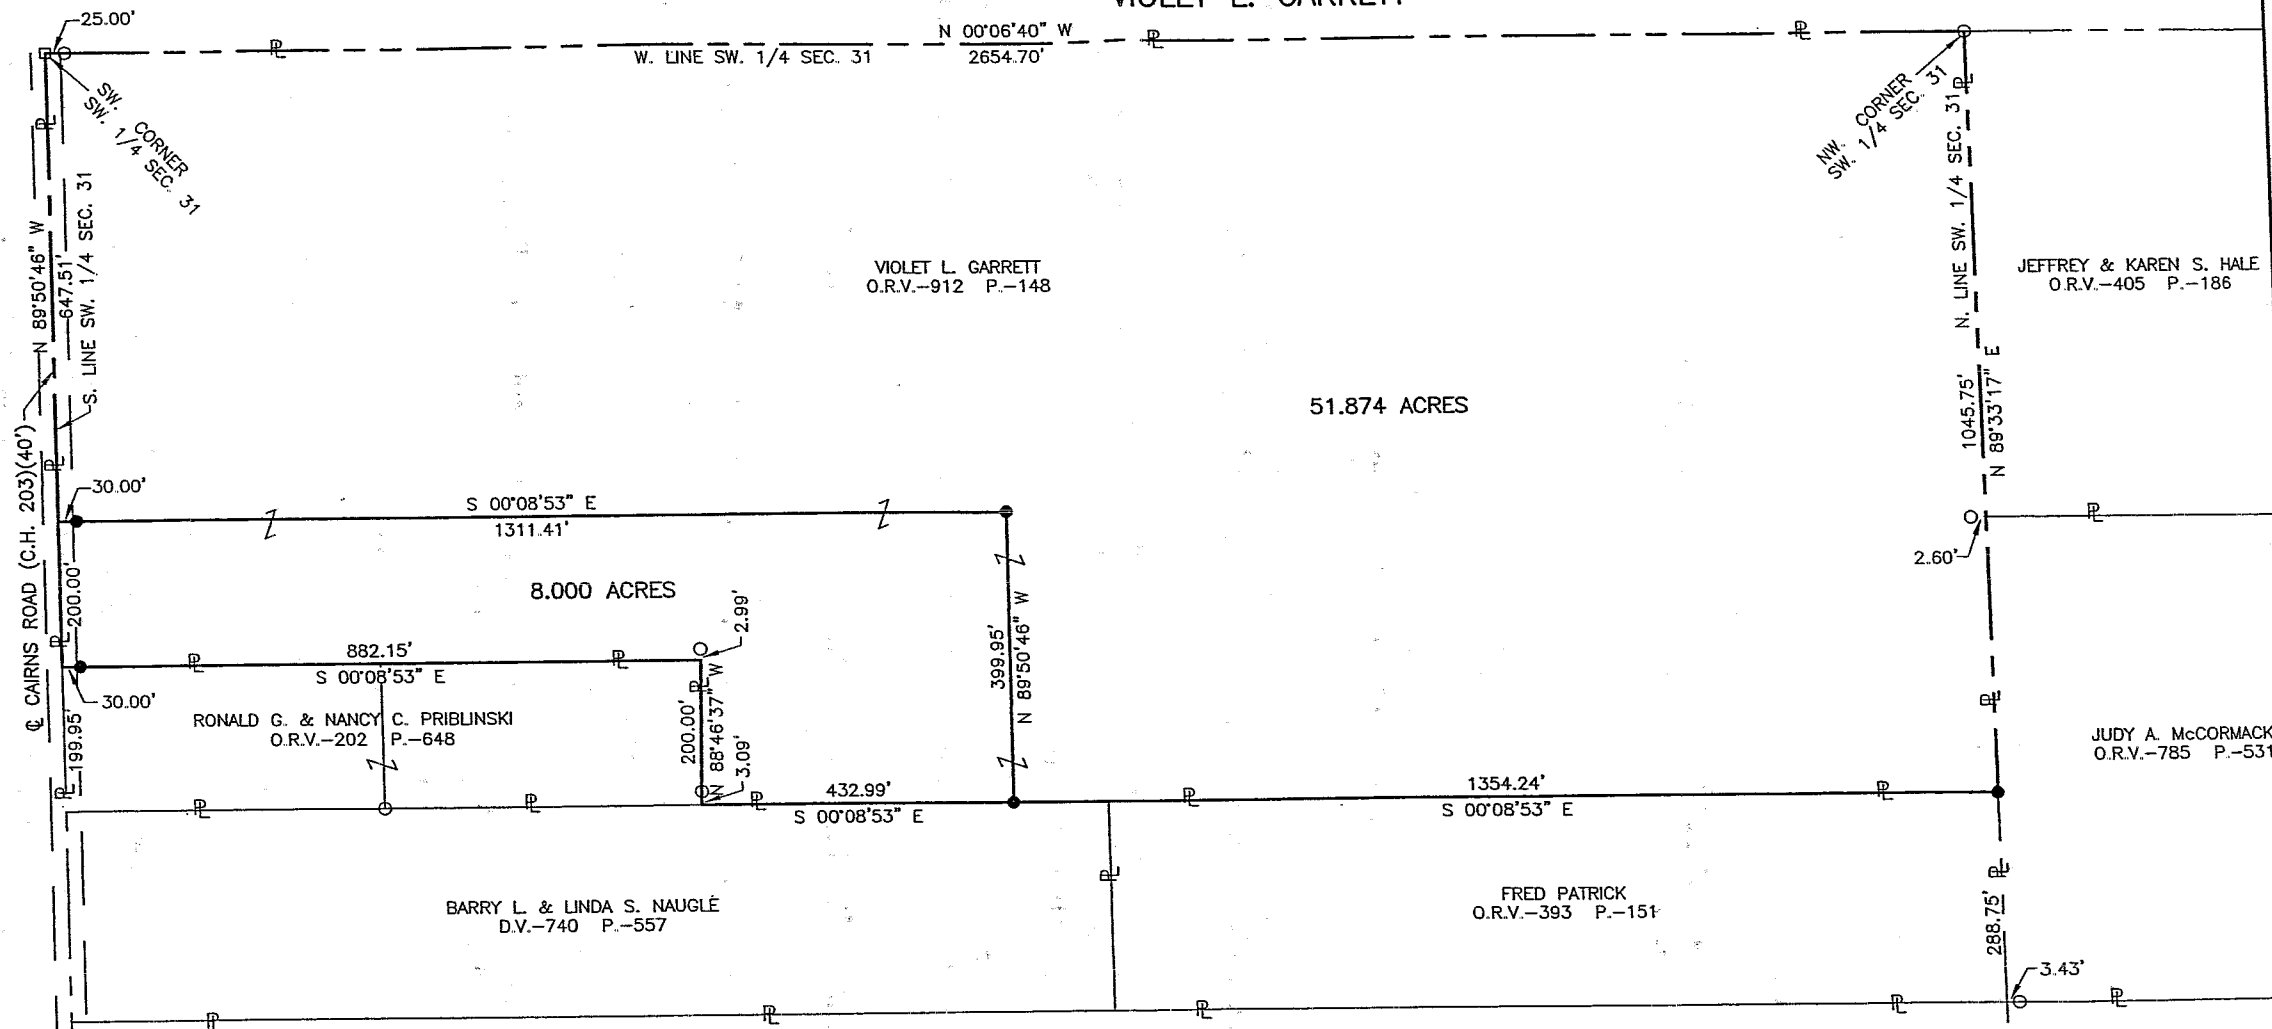 VIOLET L. GARRETT
25.00'
N 00°06'40" W
W. LINE SW. 1/4 SEC. 31
2654.70'
SW. CORNER
SW. 1/4 SEC. 31
NW. CORNER
SW. 1/4 SEC. 31
N 89°50'46" W
647.51'
S. LINE SW. 1/4 SEC. 31
N. LINE SW. 1/4 SEC. 31
VIOLET L. GARRETT
O.R.V.-912 P.-148
JEFFREY & KAREN S. HALE
O.R.V.-405 P.-186
51.874 ACRES
1045.75'
N 89°33'17" E
℄ CAIRNS ROAD (C.H. 203)(40')
30.00'
S 00°08'53" E
1311.41'
2.60'
200.00'
8.000 ACRES
2.99'
399.95'
N 89°50'46" W
882.15'
S 00°08'53" E
30.00'
199.95'
RONALD G. & NANCY C. PRIBLINSKI
O.R.V.-202 P.-648
200.00'
N 88°46'37" W
3.09'
JUDY A. McCORMACK
O.R.V.-785 P.-531
432.99'
S 00°08'53" E
1354.24'
S 00°08'53" E
BARRY L. & LINDA S. NAUGLE
D.V.-740 P.-557
FRED PATRICK
O.R.V.-393 P.-151
288.75'
3.43'